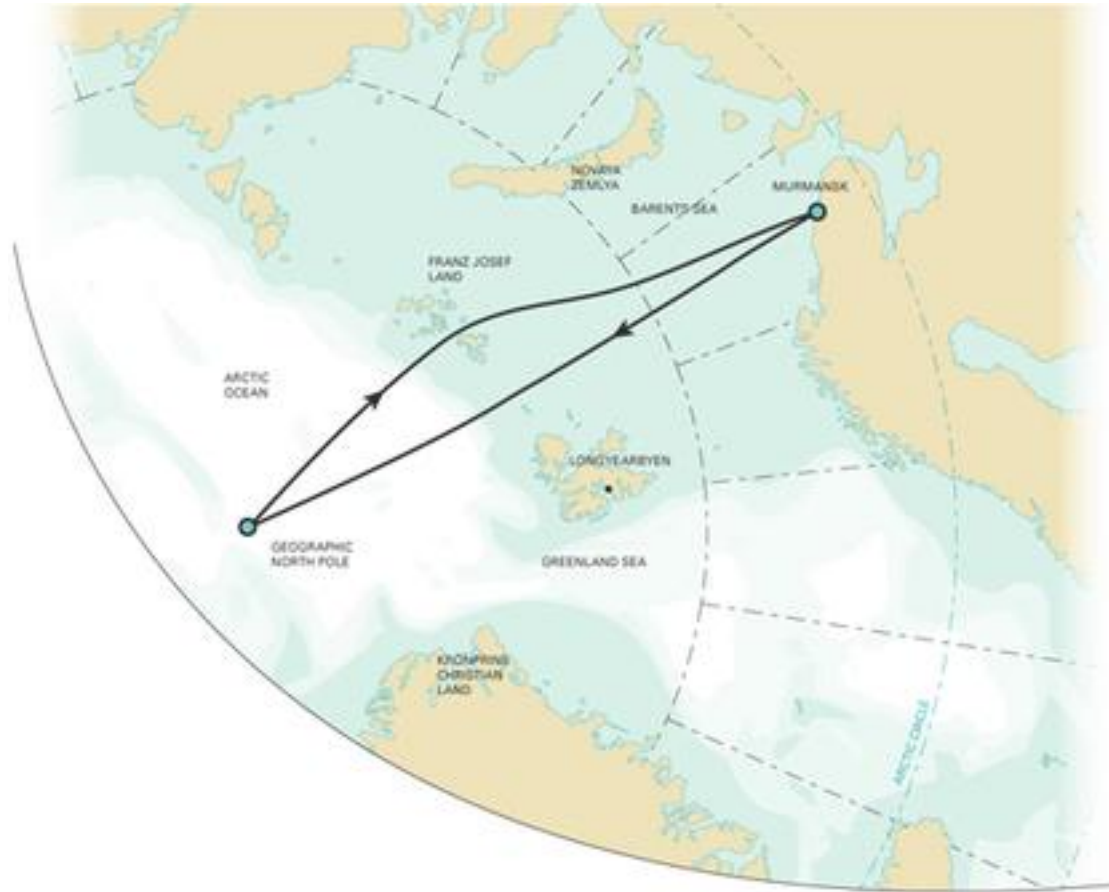 NOVAYA
ZEMLYA
MURMANSK
BARENTS SEA
FRANZ JOSEF
LAND
ARCTIC
OCEAN
LONGYEARBYEN
GEOGRAPHIC
NORTH POLE
GREENLAND SEA
KRONPRINS
CHRISTIAN
LAND
ARCTIC CIRCLE